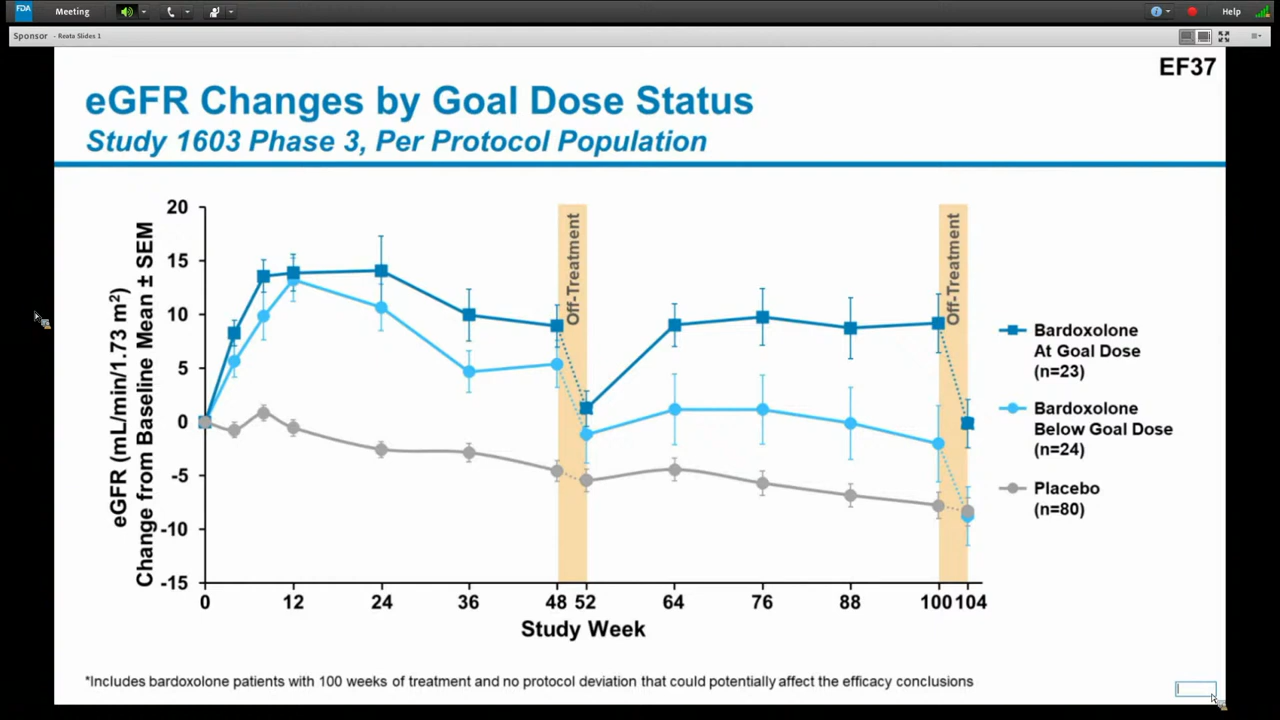 FDA
Meeting
Help
Sponsor - Reata Slides 1
EF37
eGFR Changes by Goal Dose Status
Study 1603 Phase 3, Per Protocol Population
eGFR (mL/min/1.73 m²)
Change from Baseline Mean ± SEM
20
15
10
5
0
-5
-10
-15
Off-Treatment
Off-Treatment
0 12 24 36 48 52 64 76 88 100 104
Study Week
Bardoxolone
At Goal Dose
(n=23)
Bardoxolone
Below Goal Dose
(n=24)
Placebo
(n=80)
*Includes bardoxolone patients with 100 weeks of treatment and no protocol deviation that could potentially affect the efficacy conclusions